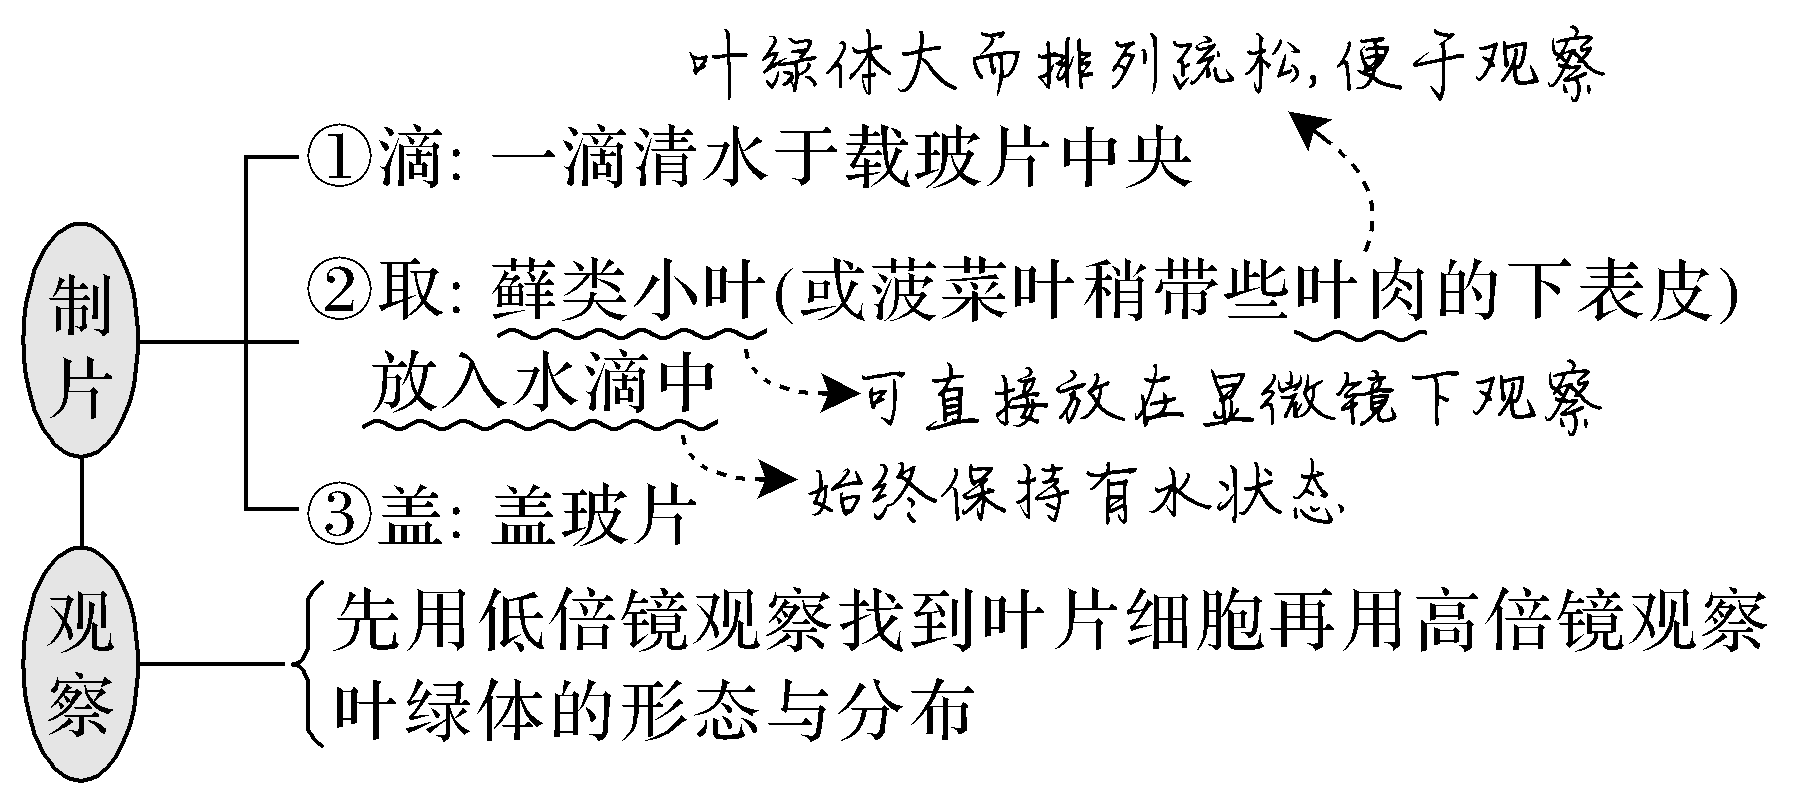 叶绿体大而排列疏松,便于观察
①滴:一滴清水于载玻片中央
制片
②取:藓类小叶(或菠菜叶稍带些叶肉的下表皮)
放入水滴中
可直接放在显微镜下观察
始终保持有水状态
③盖:盖玻片
观察
先用低倍镜观察找到叶片细胞再用高倍镜观察
叶绿体的形态与分布